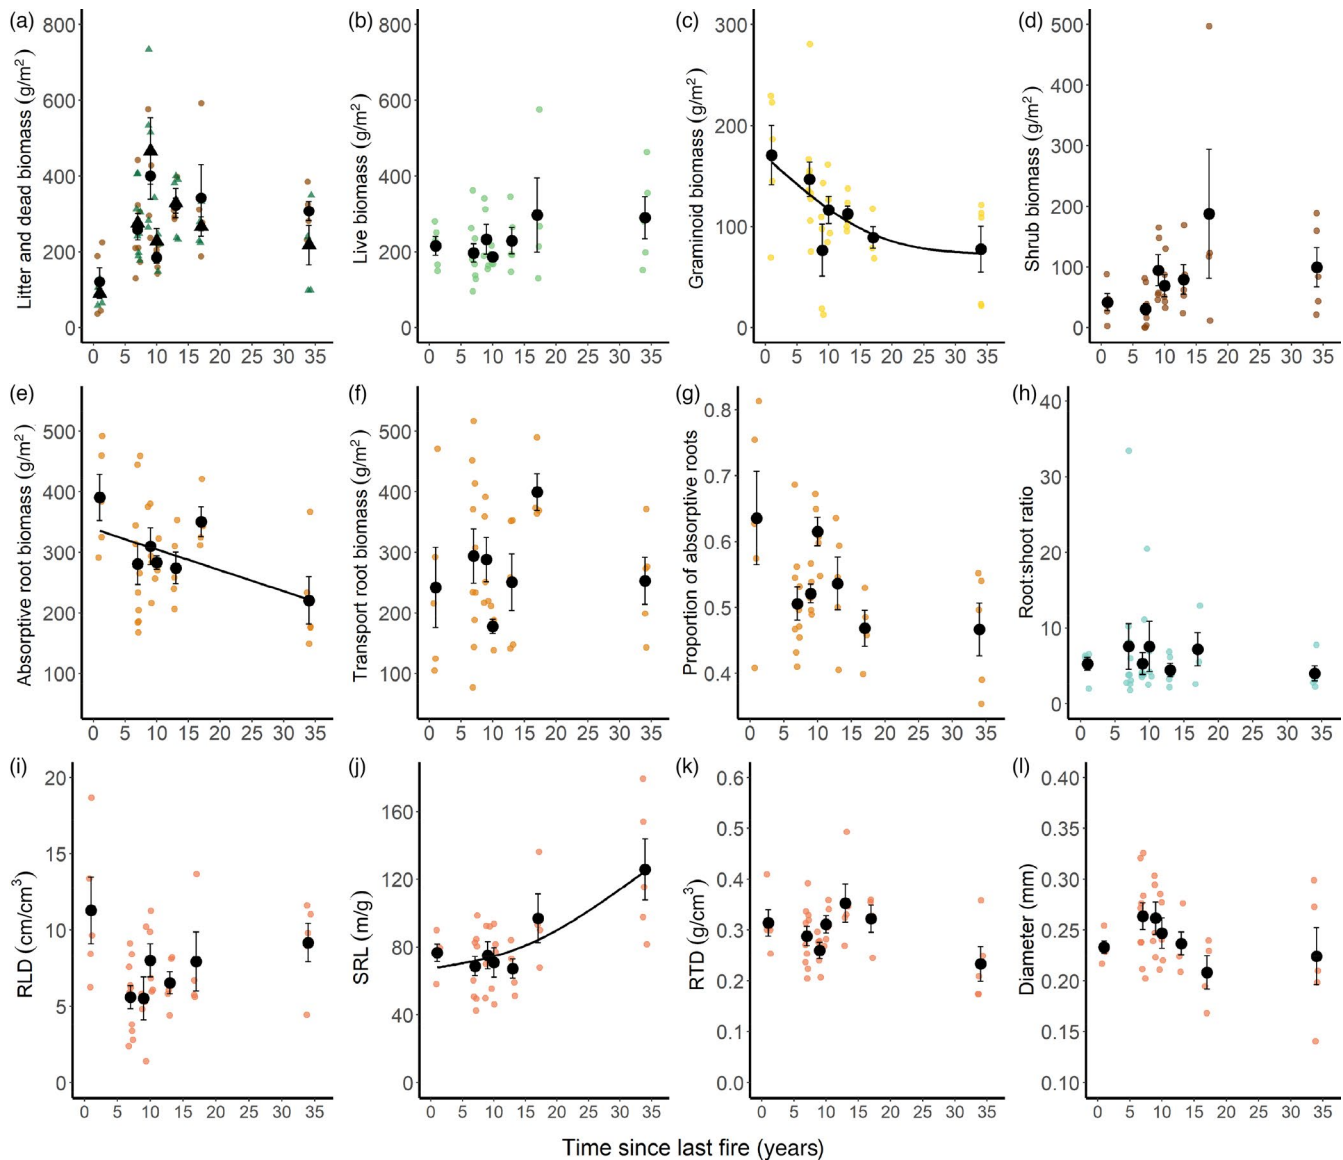 (a)
Litter and dead biomass (g/m²)
800
600
400
200
0
0 5 10 15 20 25 30 35
(b)
Live biomass (g/m²)
800
600
400
200
0
0 5 10 15 20 25 30 35
(c)
Graminoid biomass (g/m²)
300
200
100
0
0 5 10 15 20 25 30 35
(d)
Shrub biomass (g/m²)
500
400
300
200
100
0
0 5 10 15 20 25 30 35
(e)
Absorptive root biomass (g/m²)
500
400
300
200
100
0 5 10 15 20 25 30 35
(f)
Transport root biomass (g/m²)
500
400
300
200
100
0 5 10 15 20 25 30 35
(g)
Proportion of absorptive roots
0.8
0.7
0.6
0.5
0.4
0 5 10 15 20 25 30 35
(h)
Root:shoot ratio
40
30
20
10
0
0 5 10 15 20 25 30 35
(i)
RLD (cm/cm³)
20
15
10
5
0
0 5 10 15 20 25 30 35
(j)
SRL (m/g)
160
120
80
40
0
0 5 10 15 20 25 30 35
(k)
RTD (g/cm³)
0.6
0.5
0.4
0.3
0.2
0.1
0.0
0 5 10 15 20 25 30 35
(l)
Diameter (mm)
0.40
0.35
0.30
0.25
0.20
0.15
0.10
0 5 10 15 20 25 30 35
Time since last fire (years)